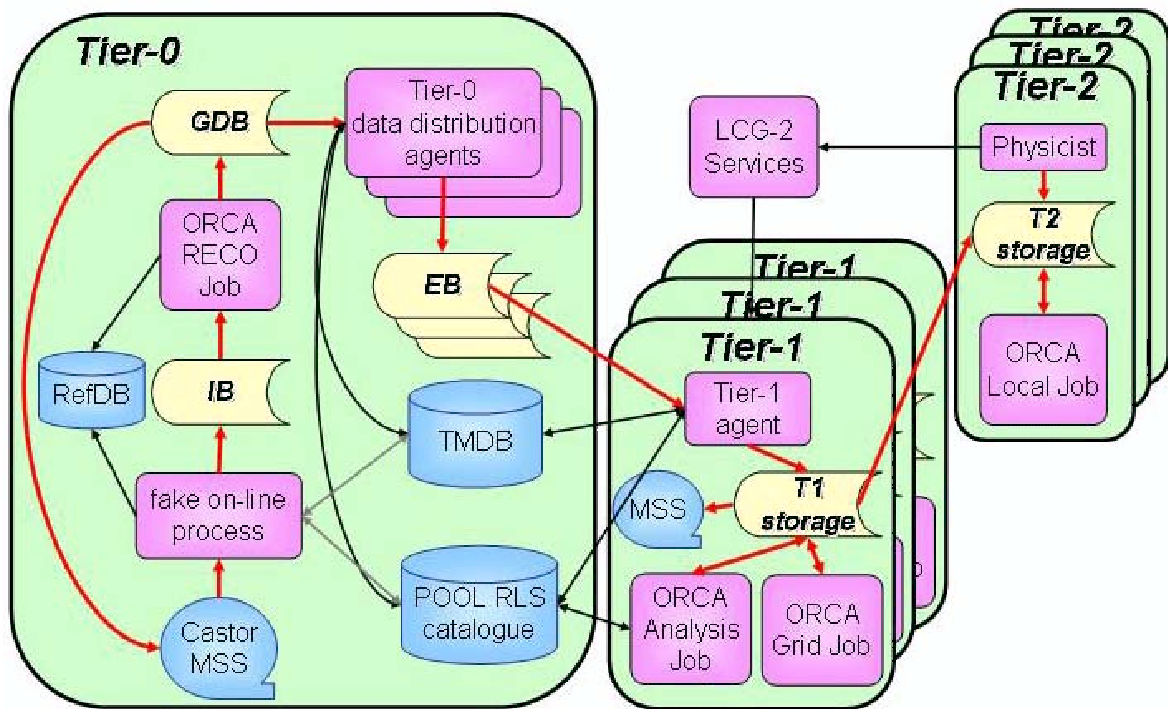 Tier-0
GDB
Tier-0
data distribution
agents
ORCA
RECO
Job
EB
RefDB
IB
TMDB
fake on-line
process
POOL RLS
catalogue
Castor
MSS
LCG-2
Services
Tier-2
Tier-2
Tier-2
Physicist
T2
storage
ORCA
Local Job
Tier-1
Tier-1
Tier-1
Tier-1
agent
MSS
T1
storage
ORCA
Analysis
Job
ORCA
Grid Job